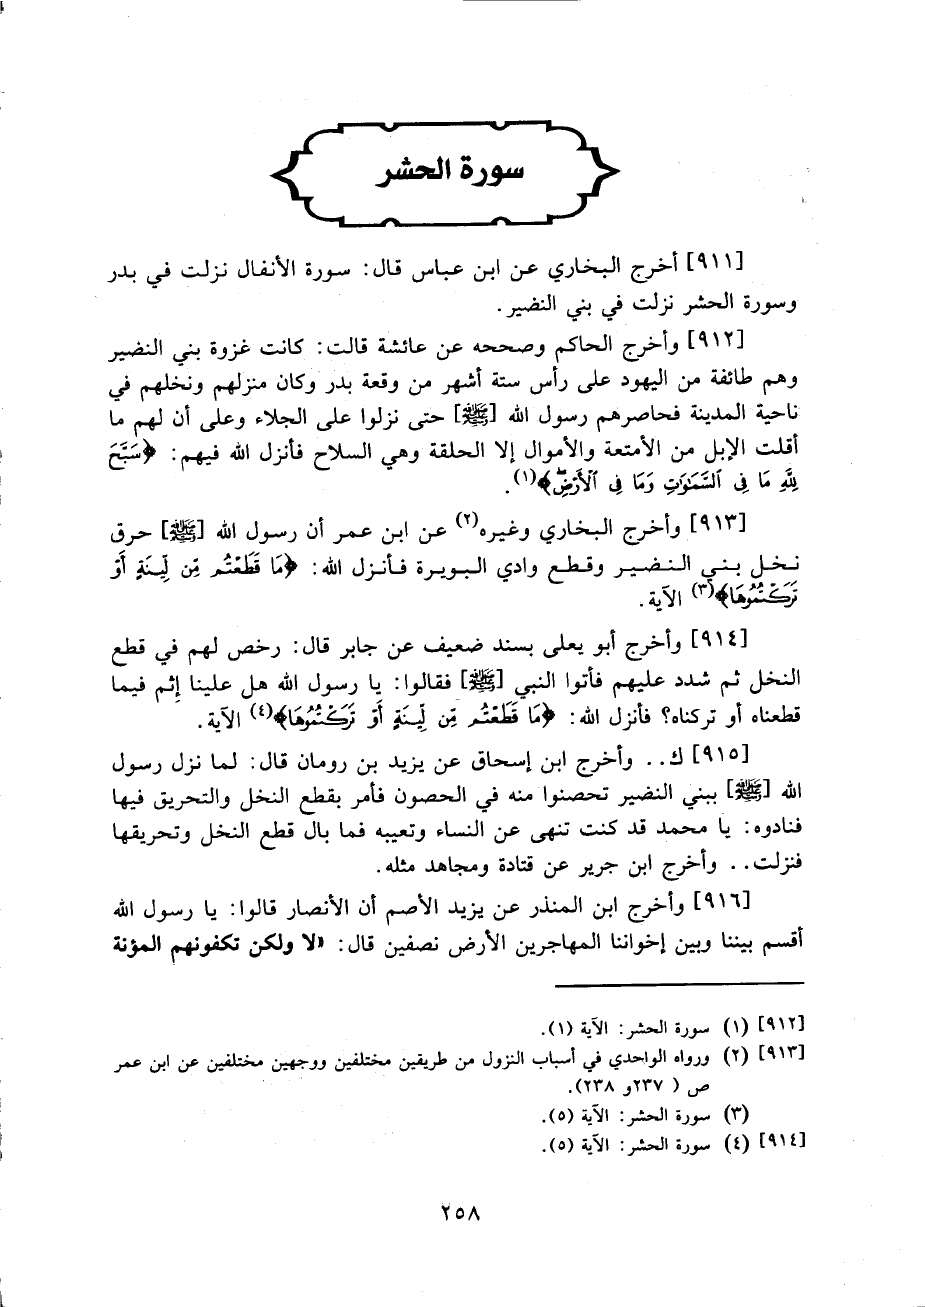 سورة الحشر
[٩١١] أخرج البخاري عن ابن عباس قال: سورة الأنفال نزلت في بدر
وسورة الحشر نزلت في بني النضير.
[٩١٢] وأخرج الحاكم وصححه عن عائشة قالت: كانت غزوة بني النضير
وهم طائفة من اليهود على رأس ستة أشهر من وقعة بدر وكان منزلهم ونخلهم في
ناحية المدينة فحاصرهم رسول الله [ﷺ] حتى نزلوا على الجلاء وعلى أن لهم ما
أقلت الإبل من الأمتعة والأموال إلا الحلقة وهي السلاح فأنزل الله فيهم: ﴿سَبَّحَ
لِلَّهِ مَا فِى ٱلسَّمَٰوَٰتِ وَمَا فِى ٱلْأَرْضِ﴾(١).
[٩١٣] وأخرج البخاري وغيره(٢) عن ابن عمر أن رسول الله [ﷺ] حرق
نخل بني النضير وقطع وادي البويرة فأنزل الله: ﴿مَا قَطَعْتُم مِّن لِّينَةٍ أَوْ
تَرَكْتُمُوهَا﴾(٣) الآية.
[٩١٤] وأخرج أبو يعلى بسند ضعيف عن جابر قال: رخص لهم في قطع
النخل ثم شدد عليهم فأتوا النبي [ﷺ] فقالوا: يا رسول الله هل علينا إثم فيما
قطعناه أو تركناه؟ فأنزل الله: ﴿مَا قَطَعْتُم مِّن لِّينَةٍ أَوْ تَرَكْتُمُوهَا﴾(٤) الآية.
[٩١٥] ك.. وأخرج ابن إسحاق عن يزيد بن رومان قال: لما نزل رسول
الله [ﷺ] ببني النضير تحصنوا منه في الحصون فأمر بقطع النخل والتحريق فيها
فنادوه: يا محمد قد كنت تنهى عن النساء وتعيبه فما بال قطع النخل وتحريقها
فنزلت.. وأخرج ابن جرير عن قتادة ومجاهد مثله.
[٩١٦] وأخرج ابن المنذر عن يزيد الأصم أن الأنصار قالوا: يا رسول الله
أقسم بيننا وبين إخواننا المهاجرين الأرض نصفين قال: «لا ولكن تكفونهم المؤنة
[٩١٢] (١) سورة الحشر: الآية (١).
[٩١٣] (٢) ورواه الواحدي في أسباب النزول من طريقين مختلفين ووجهين مختلفين عن ابن عمر
ص ( ٢٣٧و ٢٣٨).
(٣) سورة الحشر: الآية (٥).
[٩١٤] (٤) سورة الحشر: الآية (٥).
٢٥٨